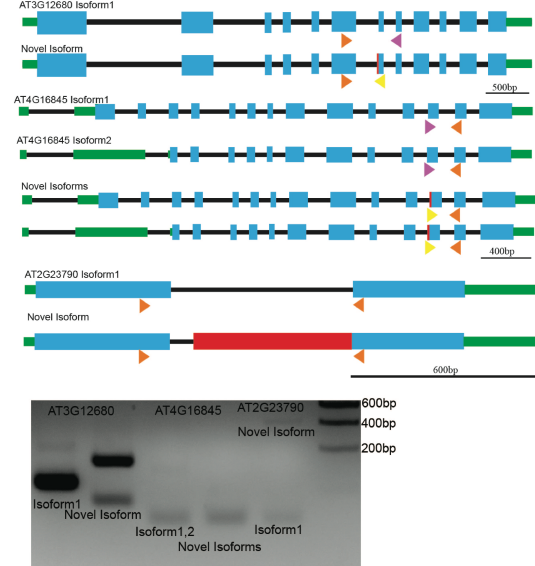 AT3G12680 Isoform1
Novel Isoform
500bp
AT4G16845 Isoform1
AT4G16845 Isoform2
Novel Isoforms
400bp
AT2G23790 Isoform1
Novel Isoform
600bp
AT3G12680 AT4G16845 AT2G23790 600bp
Novel Isoform 400bp
200bp
Isoform1
Novel Isoform
Isoform1,2 Isoform1
Novel Isoforms